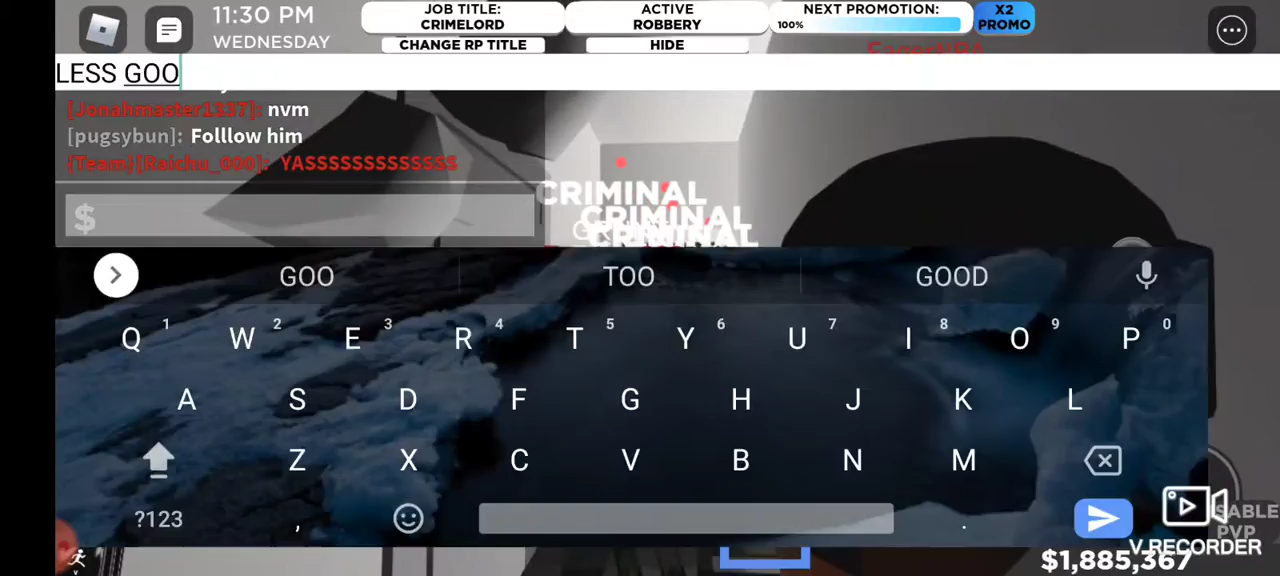 11:30 PM
WEDNESDAY
JOB TITLE:
CRIMELORD
CHANGE RP TITLE
ACTIVE
ROBBERY
HIDE
NEXT PROMOTION:
100%
X2
PROMO
LESS GOO
[Jonahmaster1337]: nvm
[pugsybun]: Folllow him
{Team}[Raichu_000]: YASSSSSSSSSSSSS
$
CRIMINAL
CRIMINAL
CRIMINAL
GOO TOO GOOD
Q 1 W 2 E 3 R 4 T 5 Y 6 U 7 I 8 O 9 P 0
A S D F G H J K L
Z X C V B N M
?123 , .
SABLE
PVP
V.RECORDER
$1,885,367